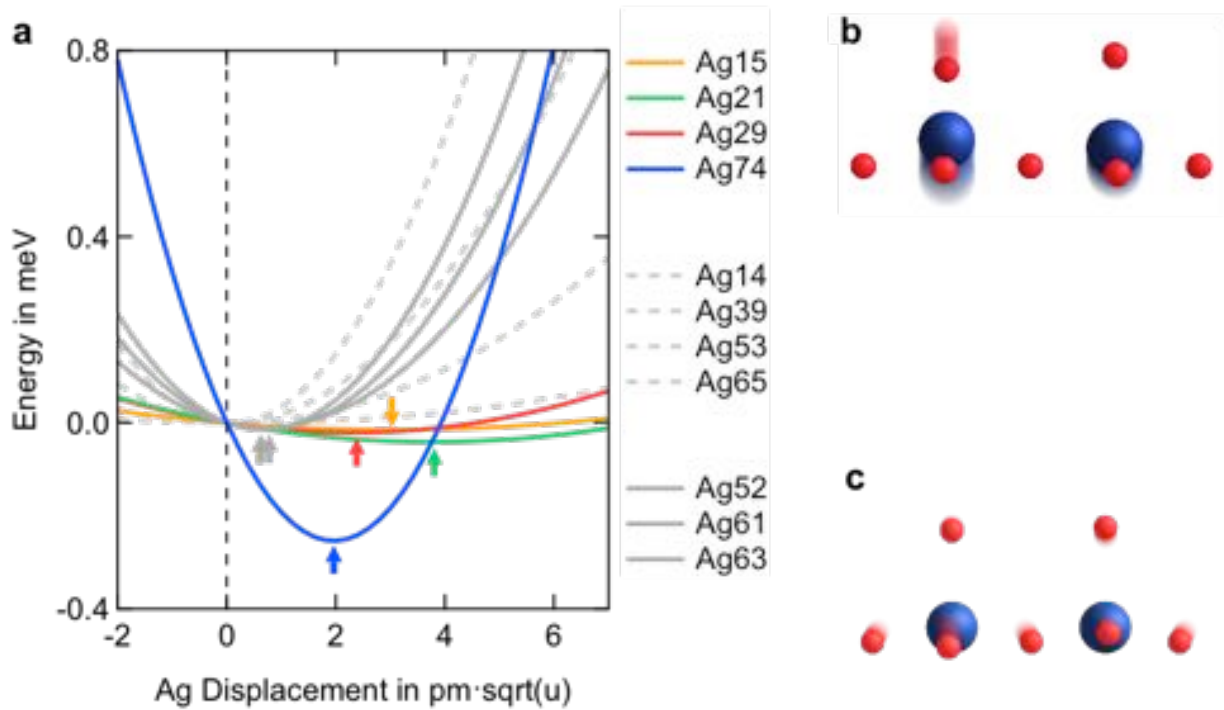 a
0.8
0.4
0.0
-0.4
Energy in meV
-2 0 2 4 6
Ag Displacement in pm·sqrt(u)
Ag15
Ag21
Ag29
Ag74
Ag14
Ag39
Ag53
Ag65
Ag52
Ag61
Ag63
b
c